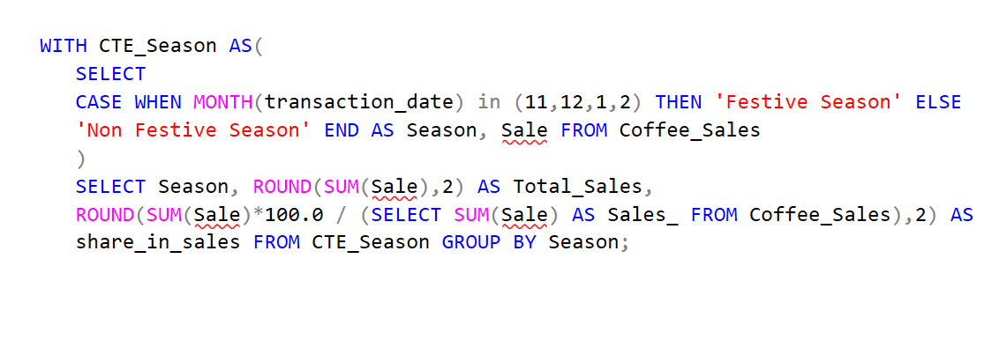 WITH CTE_Season AS(
SELECT
CASE WHEN MONTH(transaction_date) in (11,12,1,2) THEN 'Festive Season' ELSE
'Non Festive Season' END AS Season, Sale FROM Coffee_Sales
)
SELECT Season, ROUND(SUM(Sale),2) AS Total_Sales,
ROUND(SUM(Sale)*100.0 / (SELECT SUM(Sale) AS Sales_ FROM Coffee_Sales),2) AS
share_in_sales FROM CTE_Season GROUP BY Season;